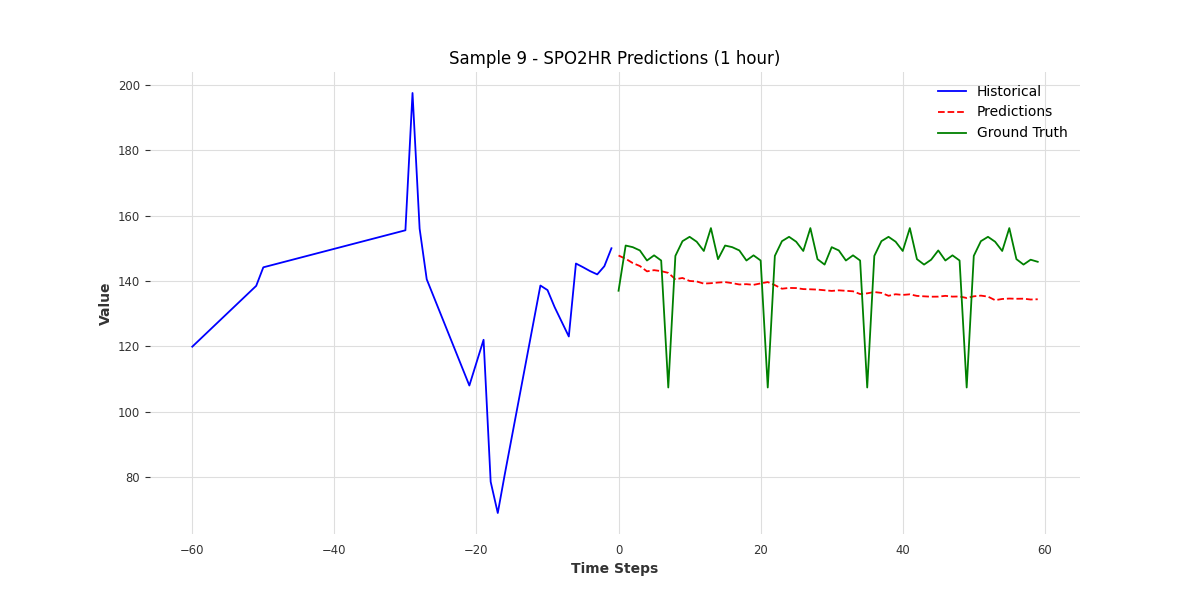 Sample 9 - SPO2HR Predictions (1 hour)
Historical
Predictions
Ground Truth
Value
200
180
160
140
120
100
80
−60
−40
−20
0
20
40
60
Time Steps